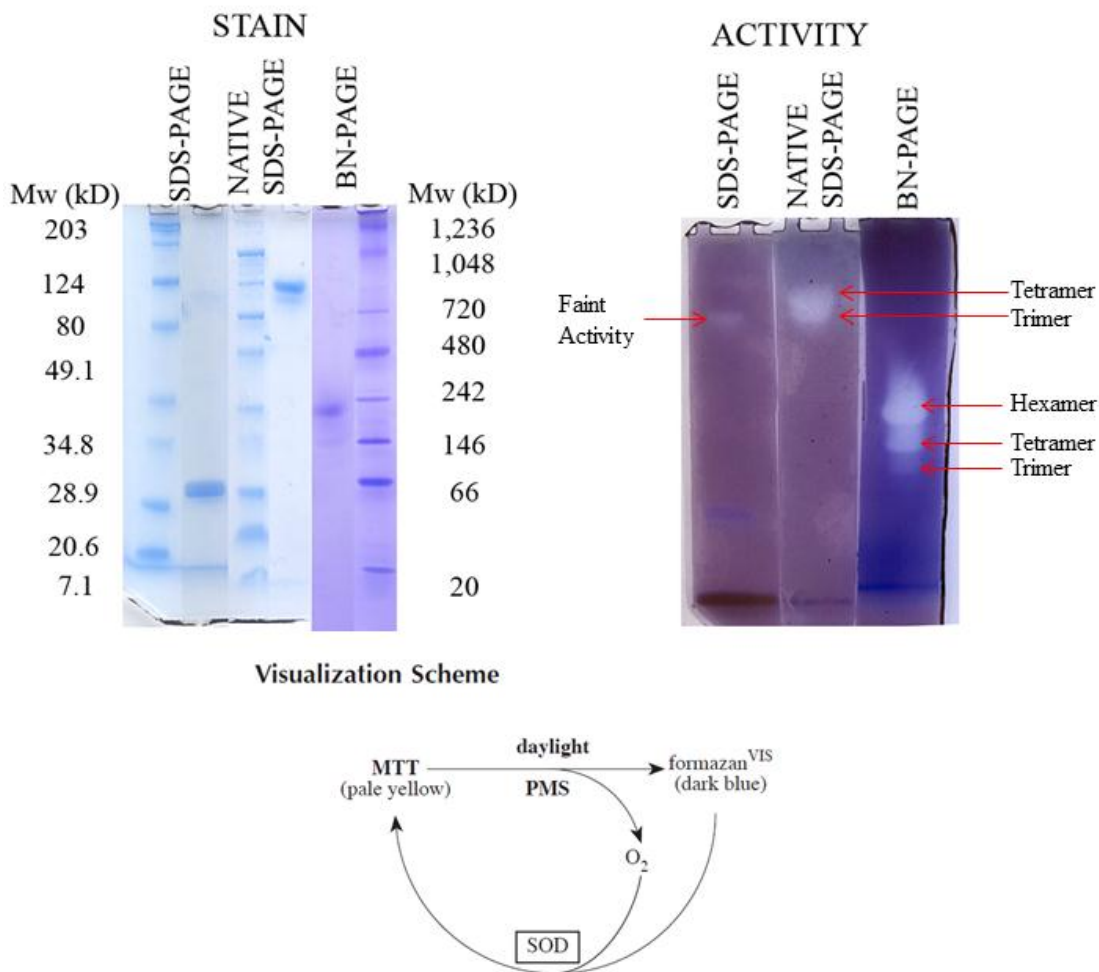 STAIN
SDS-PAGE
NATIVE
SDS-PAGE
BN-PAGE
Mw (kD)
203
124
80
49.1
34.8
28.9
20.6
7.1
Mw (kD)
1,236
1,048
720
480
242
146
66
20
ACTIVITY
SDS-PAGE
NATIVE
SDS-PAGE
BN-PAGE
Faint
Activity
Tetramer
Trimer
Hexamer
Tetramer
Trimer
Visualization Scheme
MTT
(pale yellow)
daylight
PMS
formazanVIS
(dark blue)
O2
SOD